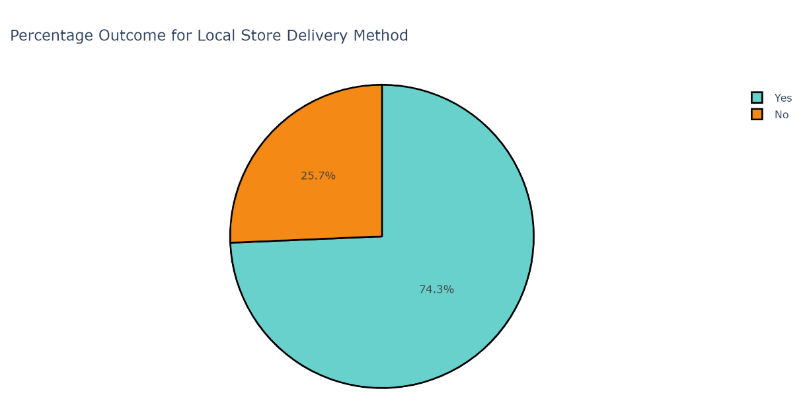 Percentage Outcome for Local Store Delivery Method
Yes
No
25.7%
74.3%